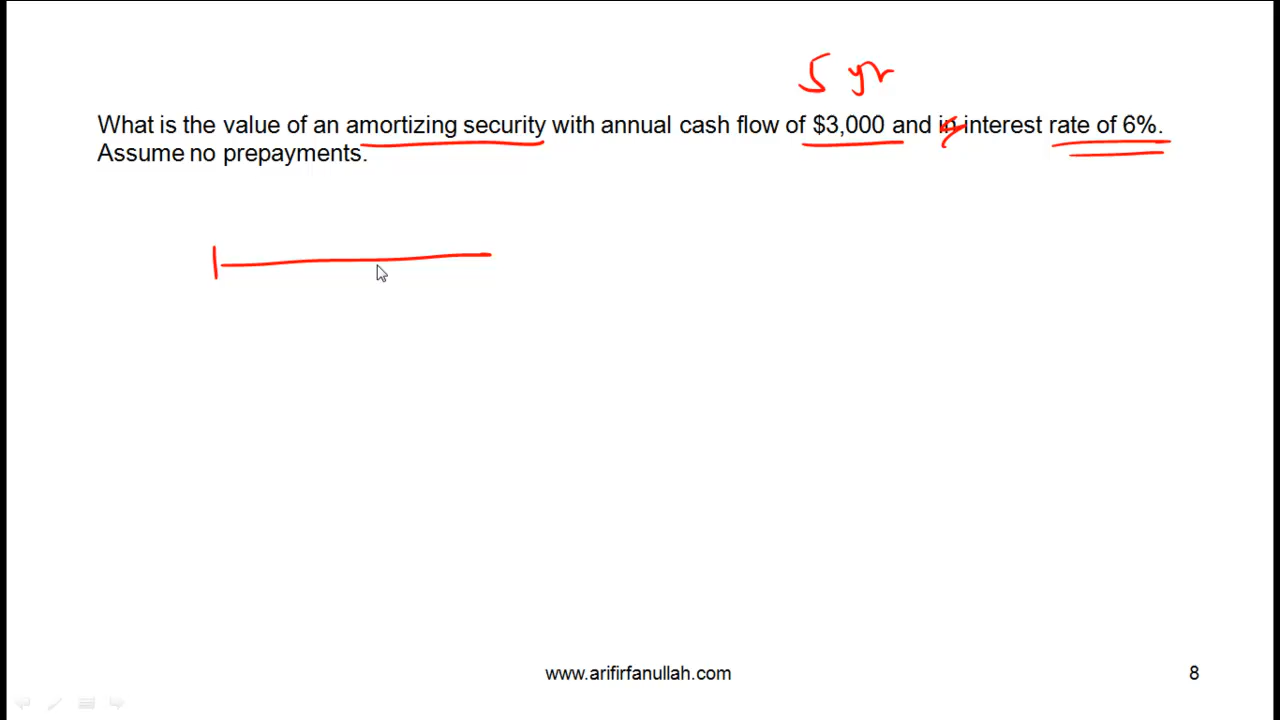 5 yr
What is the value of an amortizing security with annual cash flow of $3,000 and in interest rate of 6%.
Assume no prepayments.
www.arifirfanullah.com 8